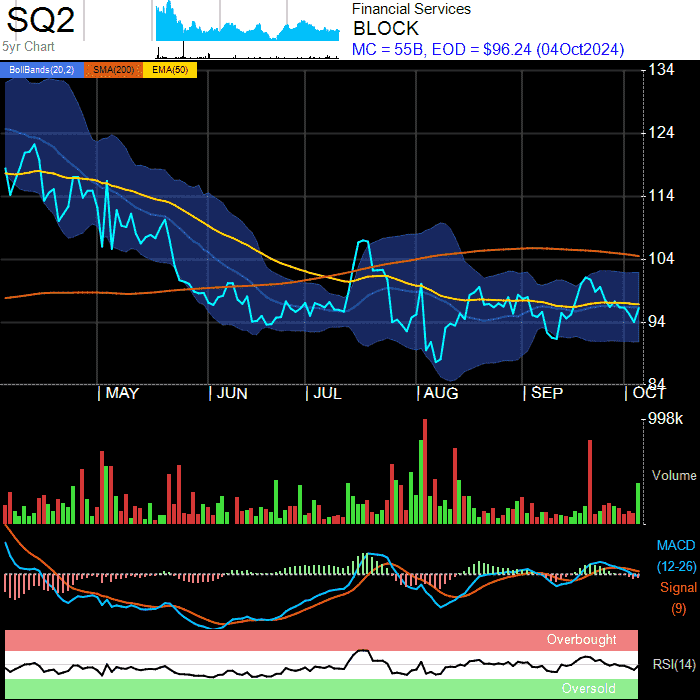 SQ2
5yr Chart
Financial Services
BLOCK
MC = 55B, EOD = $96.24 (04Oct2024)
BollBands(20,2) SMA(200) EMA(50)
134
124
114
104
94
84
MAY JUN JUL AUG SEP OCT
998k
Volume
MACD
(12-26)
Signal
(9)
Overbought
RSI(14)
Oversold